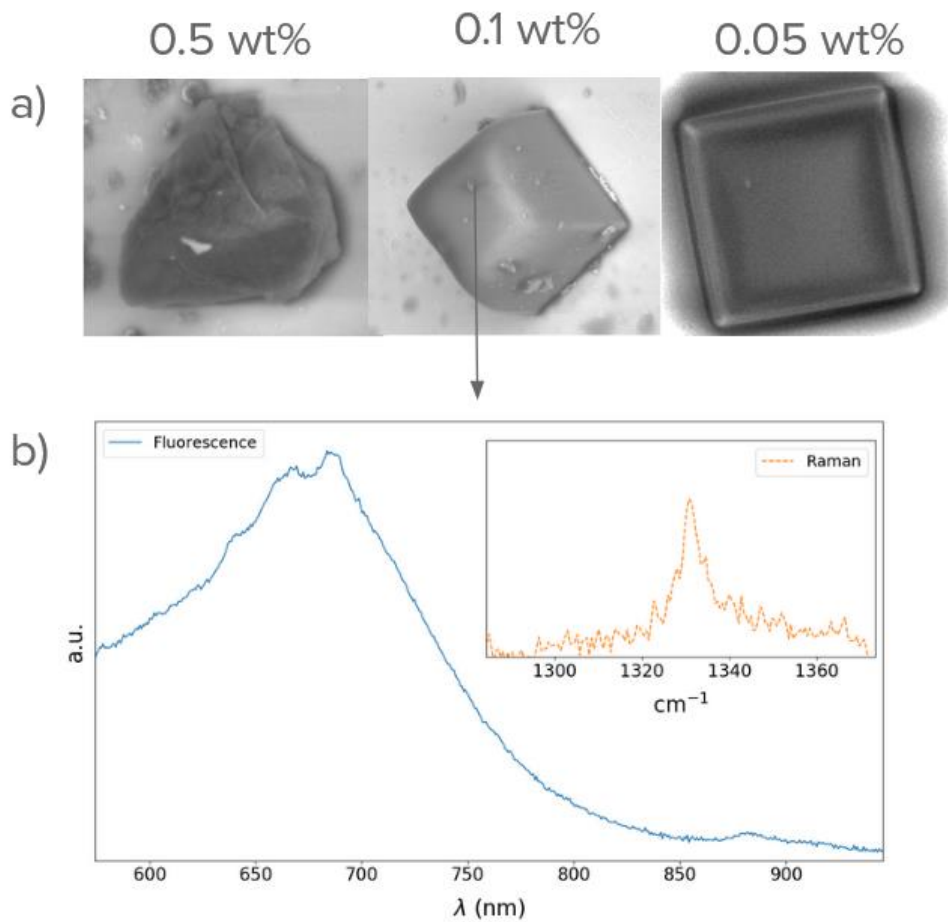 0.5 wt%
0.1 wt%
0.05 wt%
a)
b)
Fluorescence
Raman
1300
1320
1340
1360
cm⁻¹
a.u.
600
650
700
750
800
850
900
λ (nm)